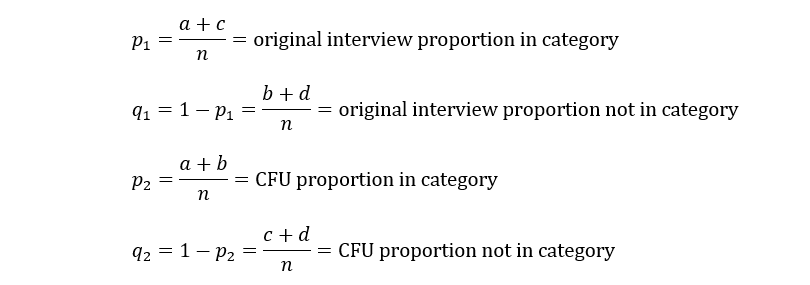 p₁ = (a + c)/n = original interview proportion in category
q₁ = 1 − p₁ = (b + d)/n = original interview proportion not in category
p₂ = (a + b)/n = CFU proportion in category
q₂ = 1 − p₂ = (c + d)/n = CFU proportion not in category